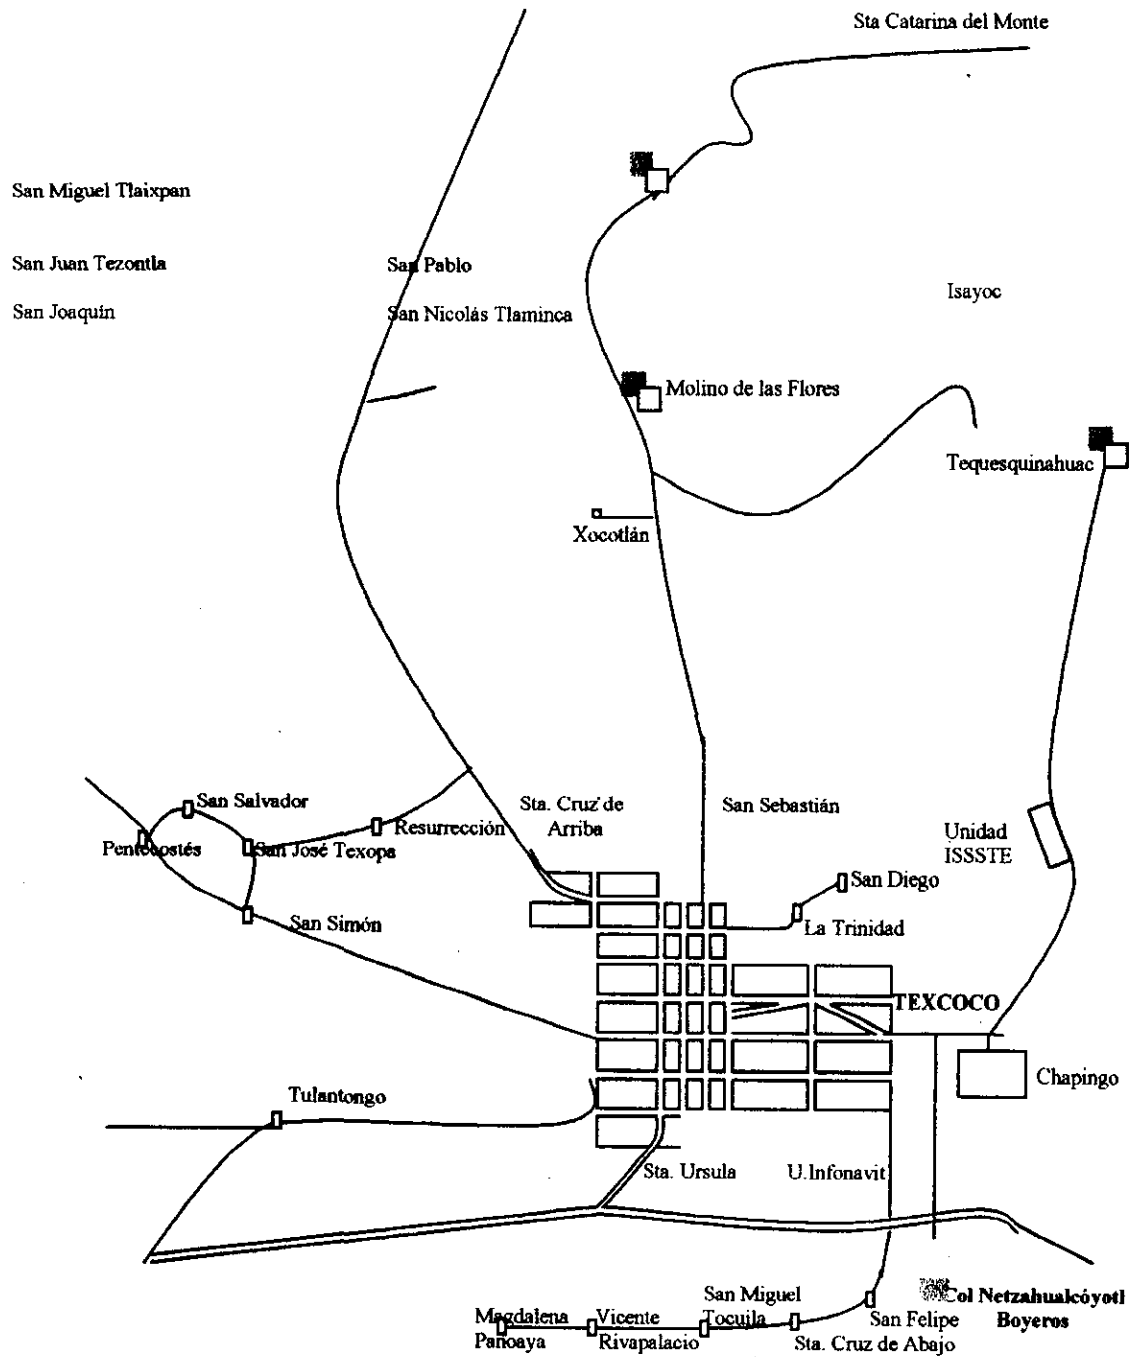 Sta Catarina del Monte
San Miguel Tlaixpan
San Juan Tezontla
San Pablo
Isayoc
San Joaquín
San Nicolás Tlaminca
Molino de las Flores
Tequesquinahuac
Xocotlán
San Salvador
Sta. Cruz de
Arriba
San Sebastián
Resurrección
Unidad
ISSSTE
Pentecostés
San José Texopa
San Diego
San Simón
La Trinidad
TEXCOCO
Chapingo
Tulantongo
Sta. Ursula
U.Infonavit
Col Netzahualcóyotl
Boyeros
San Miguel
Tocuila
Magdalena
Panoaya
Vicente
Rivapalacio
San Felipe
Sta. Cruz de Abajo